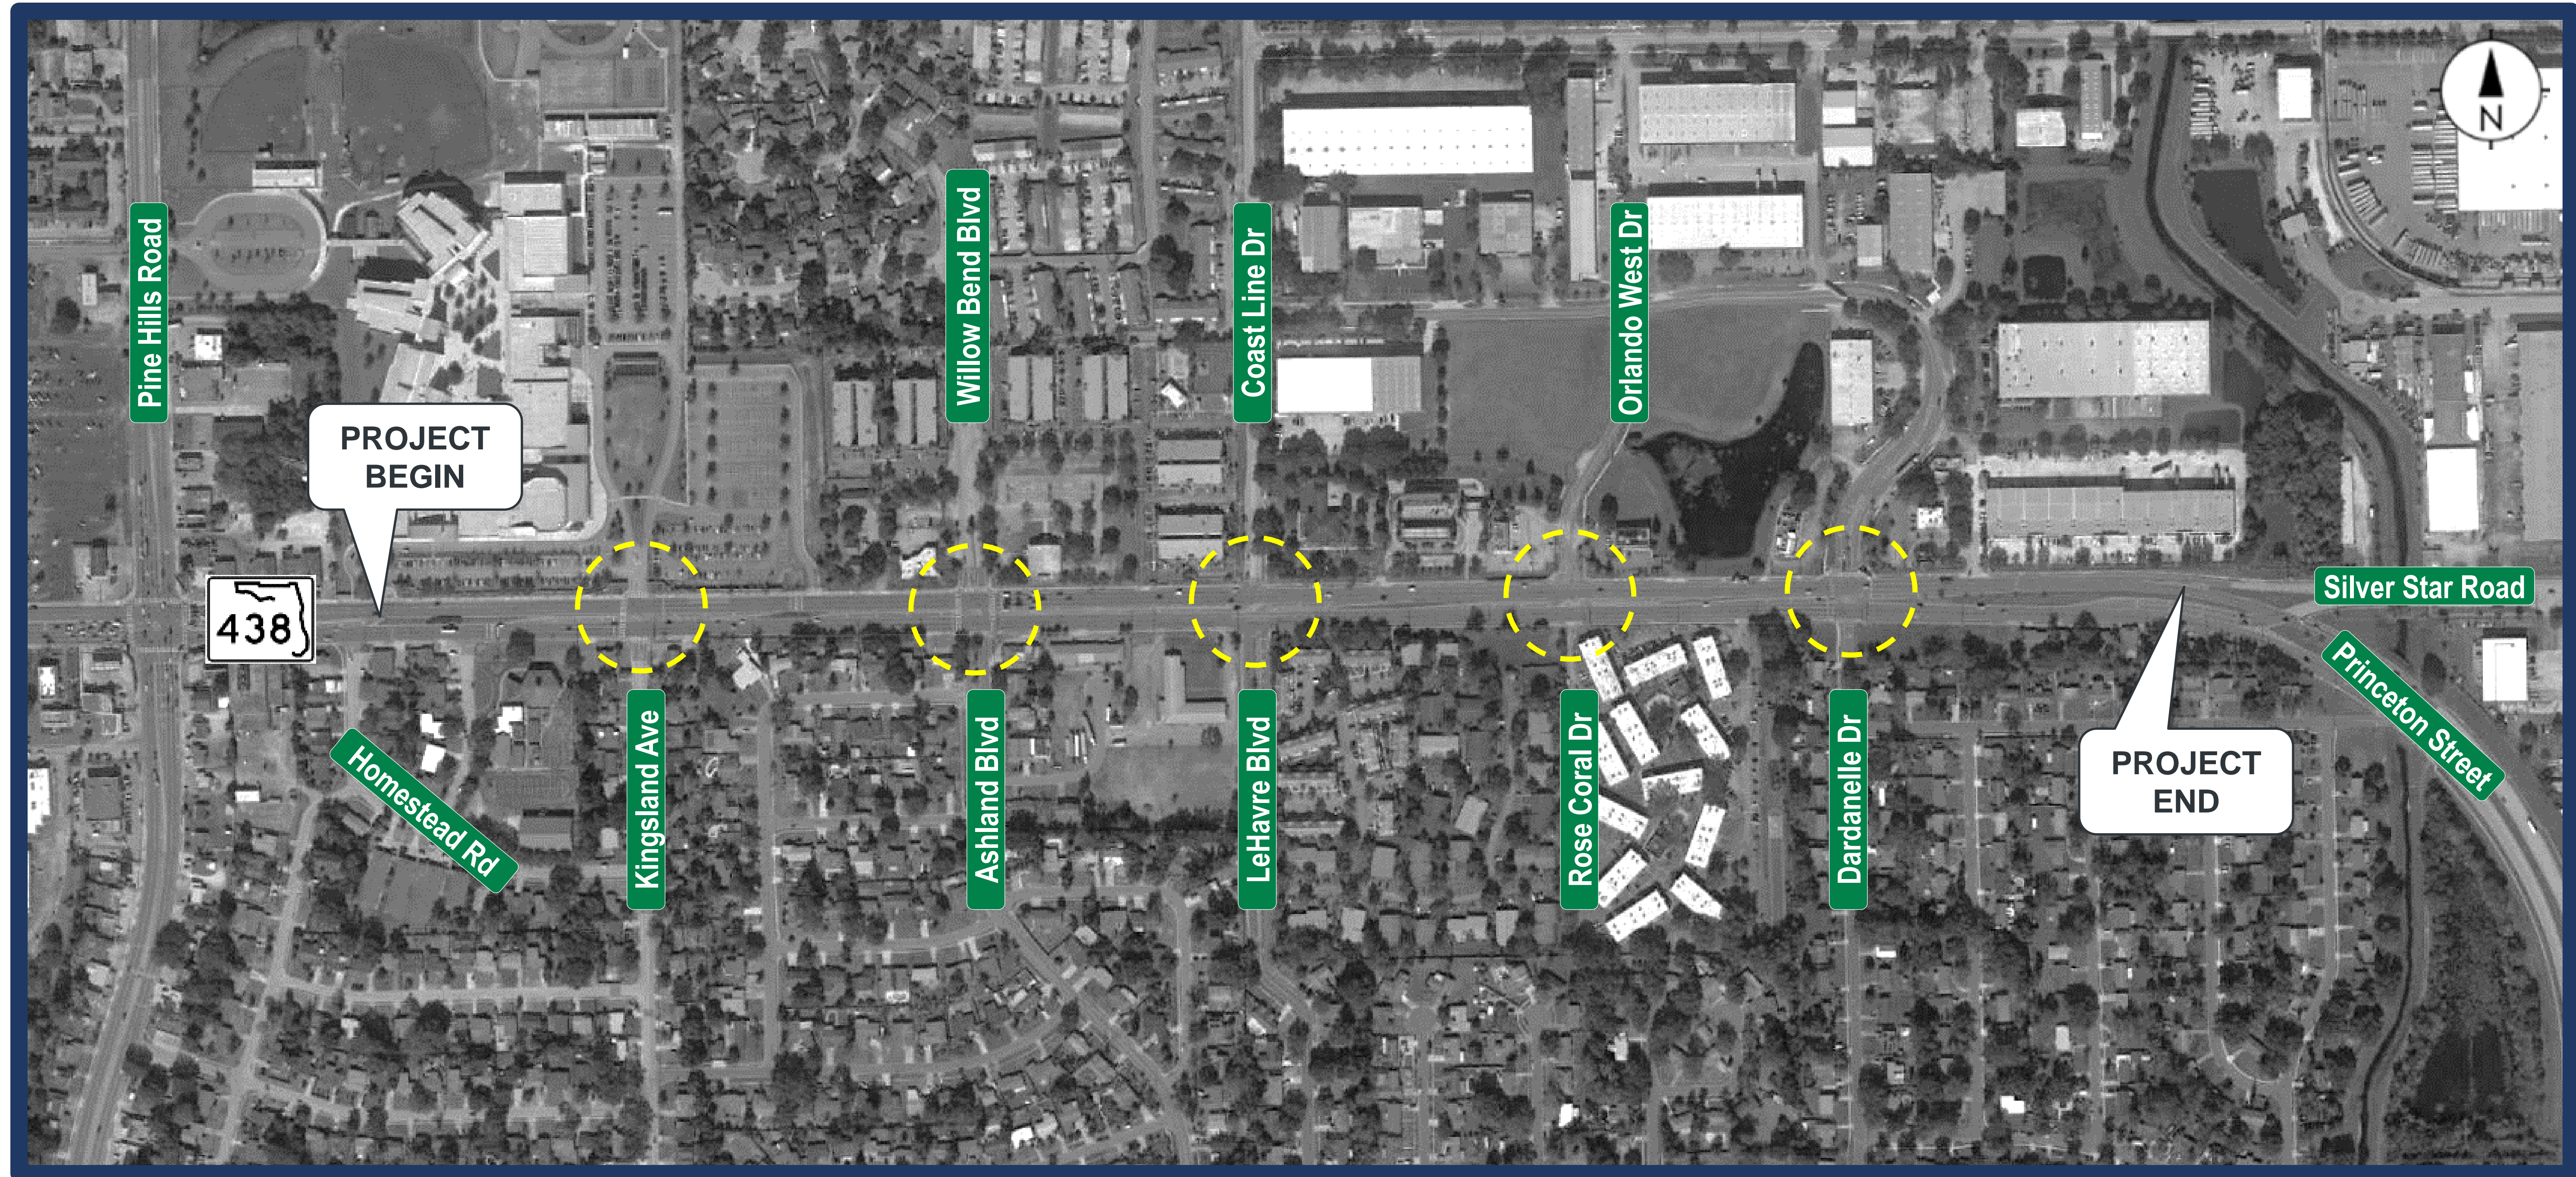 N
Pine Hills Road
Willow Bend Blvd
Coast Line Dr
Orlando West Dr
PROJECT
BEGIN
438
Silver Star Road
Princeton Street
Homestead Rd
Kingsland Ave
Ashland Blvd
LeHavre Blvd
Rose Coral Dr
Dardanelle Dr
PROJECT
END